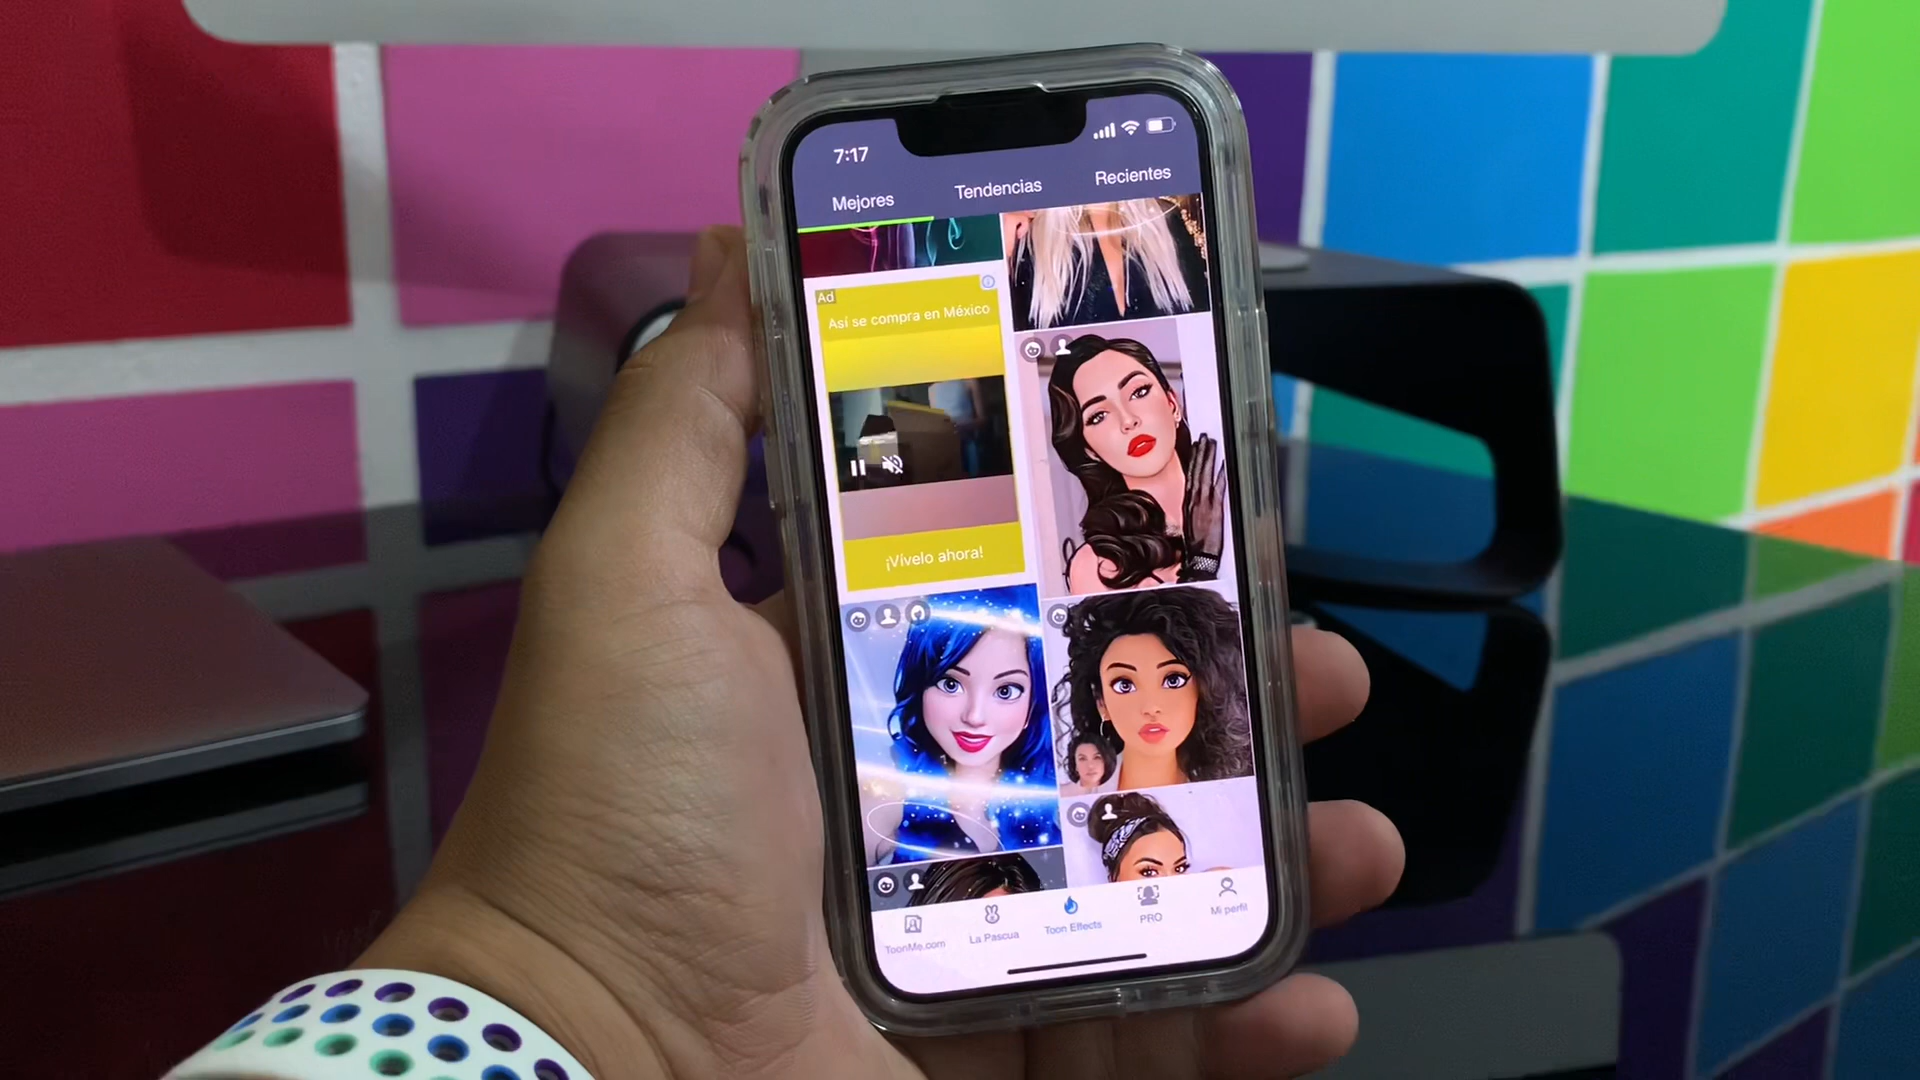 7:17
Mejores
Tendencias
Recientes
Ad
Así se compra en México
¡Vívelo ahora!
ToonMe.com
La Pascua
Toon Effects
PRO
Mi perfil